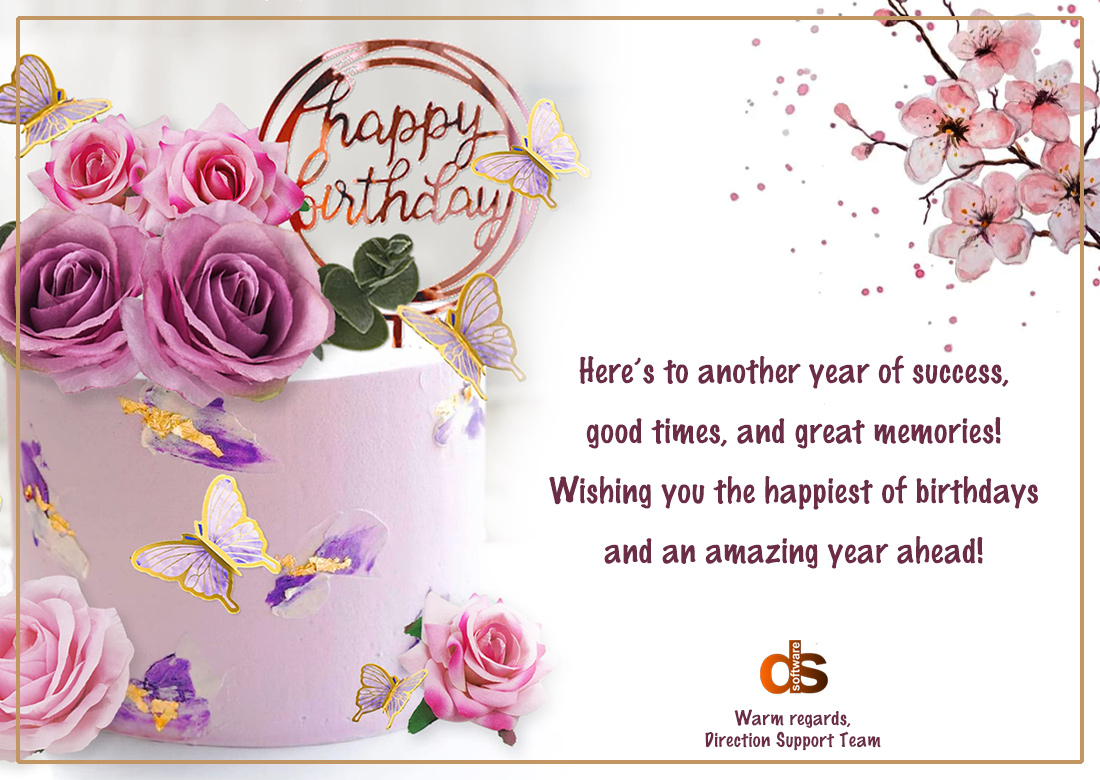 happy
birthday
Here's to another year of success,
good times, and great memories!
Wishing you the happiest of birthdays
and an amazing year ahead!
ds
software
Warm regards,
Direction Support Team